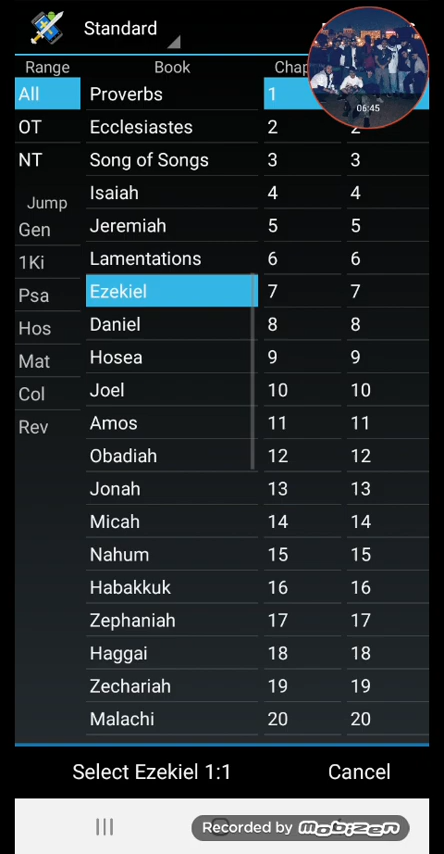 Standard
Range Book Chap
All Proverbs 1
OT Ecclesiastes 2 2
NT Song of Songs 3 3
Isaiah 4 4
Jump
Jeremiah 5 5
Gen
Lamentations 6 6
1Ki
Ezekiel 7 7
Psa
Daniel 8 8
Hos
Hosea 9 9
Mat
Joel 10 10
Col
Amos 11 11
Rev
Obadiah 12 12
Jonah 13 13
Micah 14 14
Nahum 15 15
Habakkuk 16 16
Zephaniah 17 17
Haggai 18 18
Zechariah 19 19
Malachi 20 20
Select Ezekiel 1:1 Cancel
06:45
Recorded by Mobizen